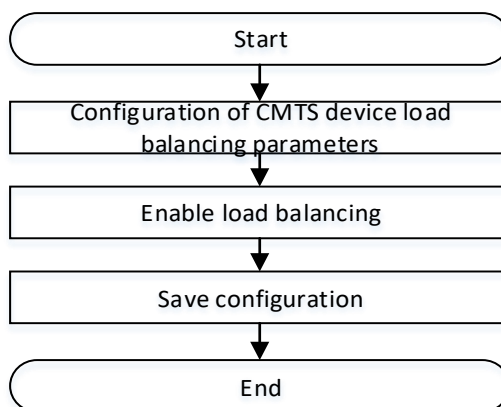 Start
Configuration of CMTS device load
balancing parameters
Enable load balancing
Save configuration
End